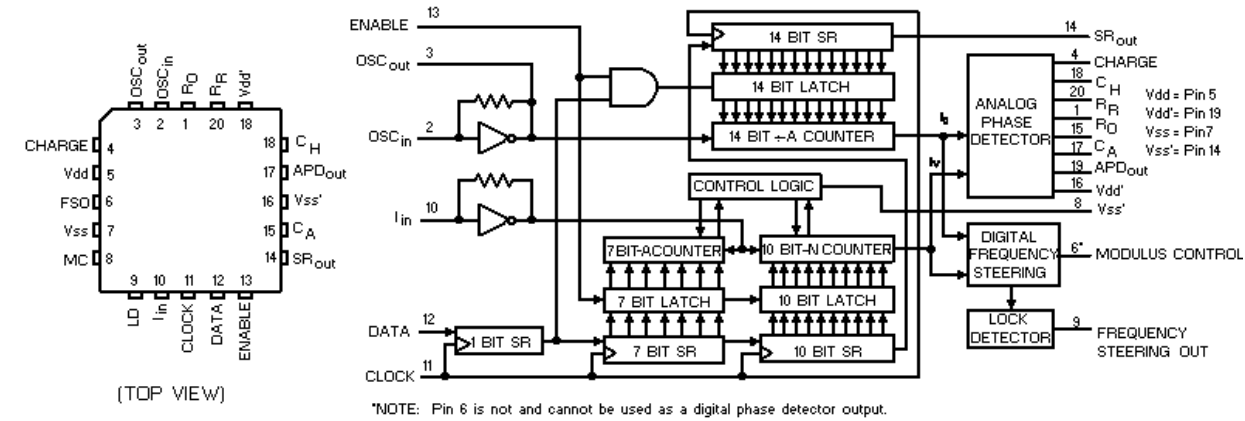 OSCout
OSCin
RO
RR
Vdd'
3 2 1 20 18
CHARGE 4
Vdd 5
FSO 6
Vss 7
MC 8
18 CH
17 APDout
16 Vss'
15 CA
14 SRout
9 10 11 12 13
LD
Iin
CLOCK
DATA
ENABLE
(TOP VIEW)
ENABLE 13
OSCout 3
OSCin 2
Iin 10
DATA 12
CLOCK 11
14 BIT SR
14 BIT LATCH
14 BIT ÷A COUNTER
CONTROL LOGIC
7BIT-ACOUNTER
10 BIT-N COUNTER
7 BIT LATCH
10 BIT LATCH
1 BIT SR
7 BIT SR
10 BIT SR
IV
ANALOG
PHASE
DETECTOR
DIGITAL
FREQUENCY
STEERING
LOCK
DETECTOR
14 SRout
4 CHARGE
18 CH
20 RR
1 RO
15 CA
17 APDout
19 Vdd'
16 Vss'
8
6* MODULUS CONTROL
9 FREQUENCY
STEERING OUT
Vdd = Pin 5
Vdd'= Pin 19
Vss = Pin7
Vss'= Pin 14
*NOTE: Pin 6 is not and cannot be used as a digital phase detector output.